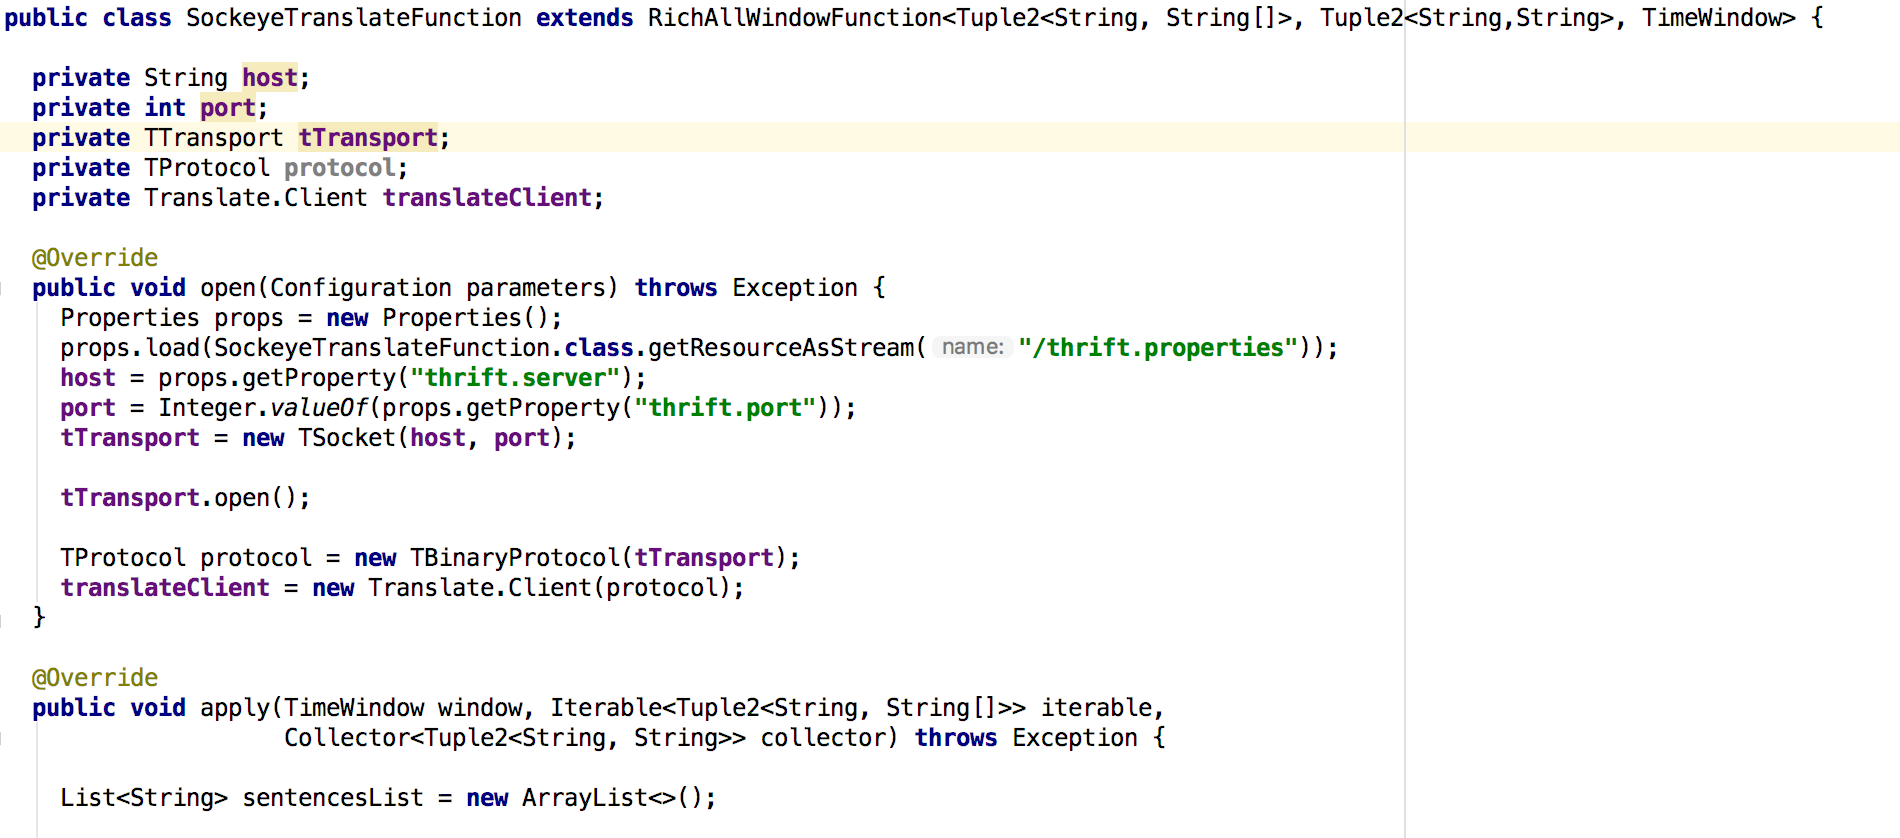 public class SockeyeTranslateFunction extends RichAllWindowFunction<Tuple2<String, String[]>, Tuple2<String,String>, TimeWindow> {
private String host;
private int port;
private TTransport tTransport;
private TProtocol protocol;
private Translate.Client translateClient;
@Override
public void open(Configuration parameters) throws Exception {
Properties props = new Properties();
props.load(SockeyeTranslateFunction.class.getResourceAsStream( name: "/thrift.properties"));
host = props.getProperty("thrift.server");
port = Integer.valueOf(props.getProperty("thrift.port"));
tTransport = new TSocket(host, port);
tTransport.open();
TProtocol protocol = new TBinaryProtocol(tTransport);
translateClient = new Translate.Client(protocol);
}
@Override
public void apply(TimeWindow window, Iterable<Tuple2<String, String[]>> iterable,
Collector<Tuple2<String, String>> collector) throws Exception {
List<String> sentencesList = new ArrayList<>();